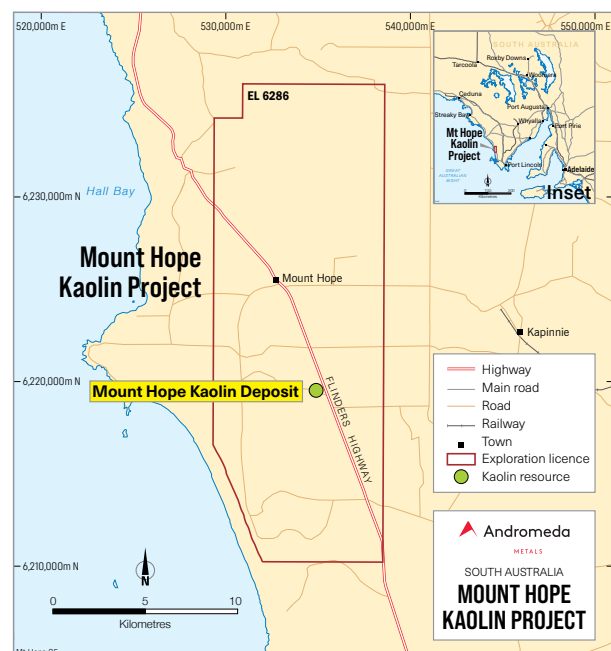 520,000m E
530,000m E
540,000m E
550,000m E
EL 6286
6,230,000m N
Hall Bay
Mount Hope
Kaolin Project
Mount Hope
Kapinnie
6,220,000m N
Mount Hope Kaolin Deposit
FLINDERS HIGHWAY
6,210,000m N
N
0 5 10
Kilometres
SOUTH AUSTRALIA
Roxby Downs
Tarcoola
Woomera
Ceduna
Port Augusta
Streaky Bay
Whyalla
Port Pirie
Mt Hope
Kaolin
Project
Port Lincoln
Adelaide
GREAT
AUSTRALIAN
BIGHT
N
Kilometres
Inset
Highway
Main road
Road
Railway
Town
Exploration licence
Kaolin resource
Andromeda
METALS
SOUTH AUSTRALIA
MOUNT HOPE
KAOLIN PROJECT